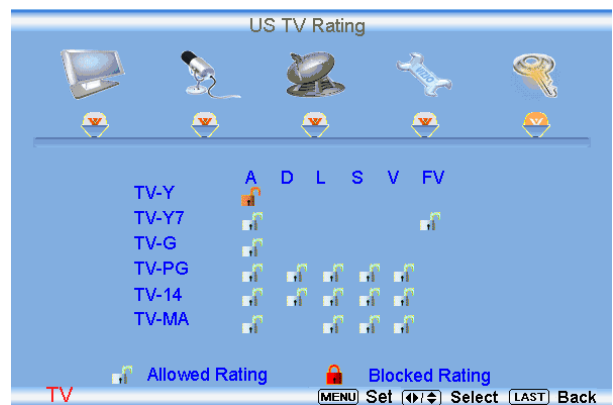 US TV Rating
A D L S V FV
TV-Y
TV-Y7
TV-G
TV-PG
TV-14
TV-MA
Allowed Rating Blocked Rating
TV MENU Set Select LAST Back